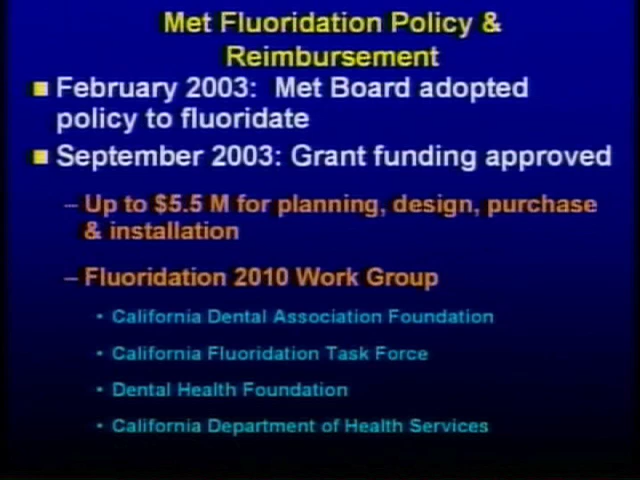 Met Fluoridation Policy &
Reimbursement
February 2003: Met Board adopted
policy to fluoridate
September 2003: Grant funding approved
– Up to $5.5 M for planning, design, purchase
& installation
– Fluoridation 2010 Work Group
• California Dental Association Foundation
• California Fluoridation Task Force
• Dental Health Foundation
• California Department of Health Services